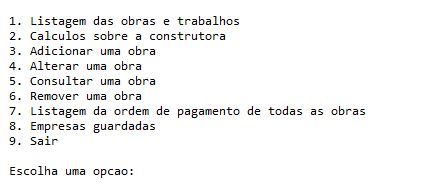 1. Listagem das obras e trabalhos
2. Calculos sobre a construtora
3. Adicionar uma obra
4. Alterar uma obra
5. Consultar uma obra
6. Remover uma obra
7. Listagem da ordem de pagamento de todas as obras
8. Empresas guardadas
9. Sair
Escolha uma opcao: